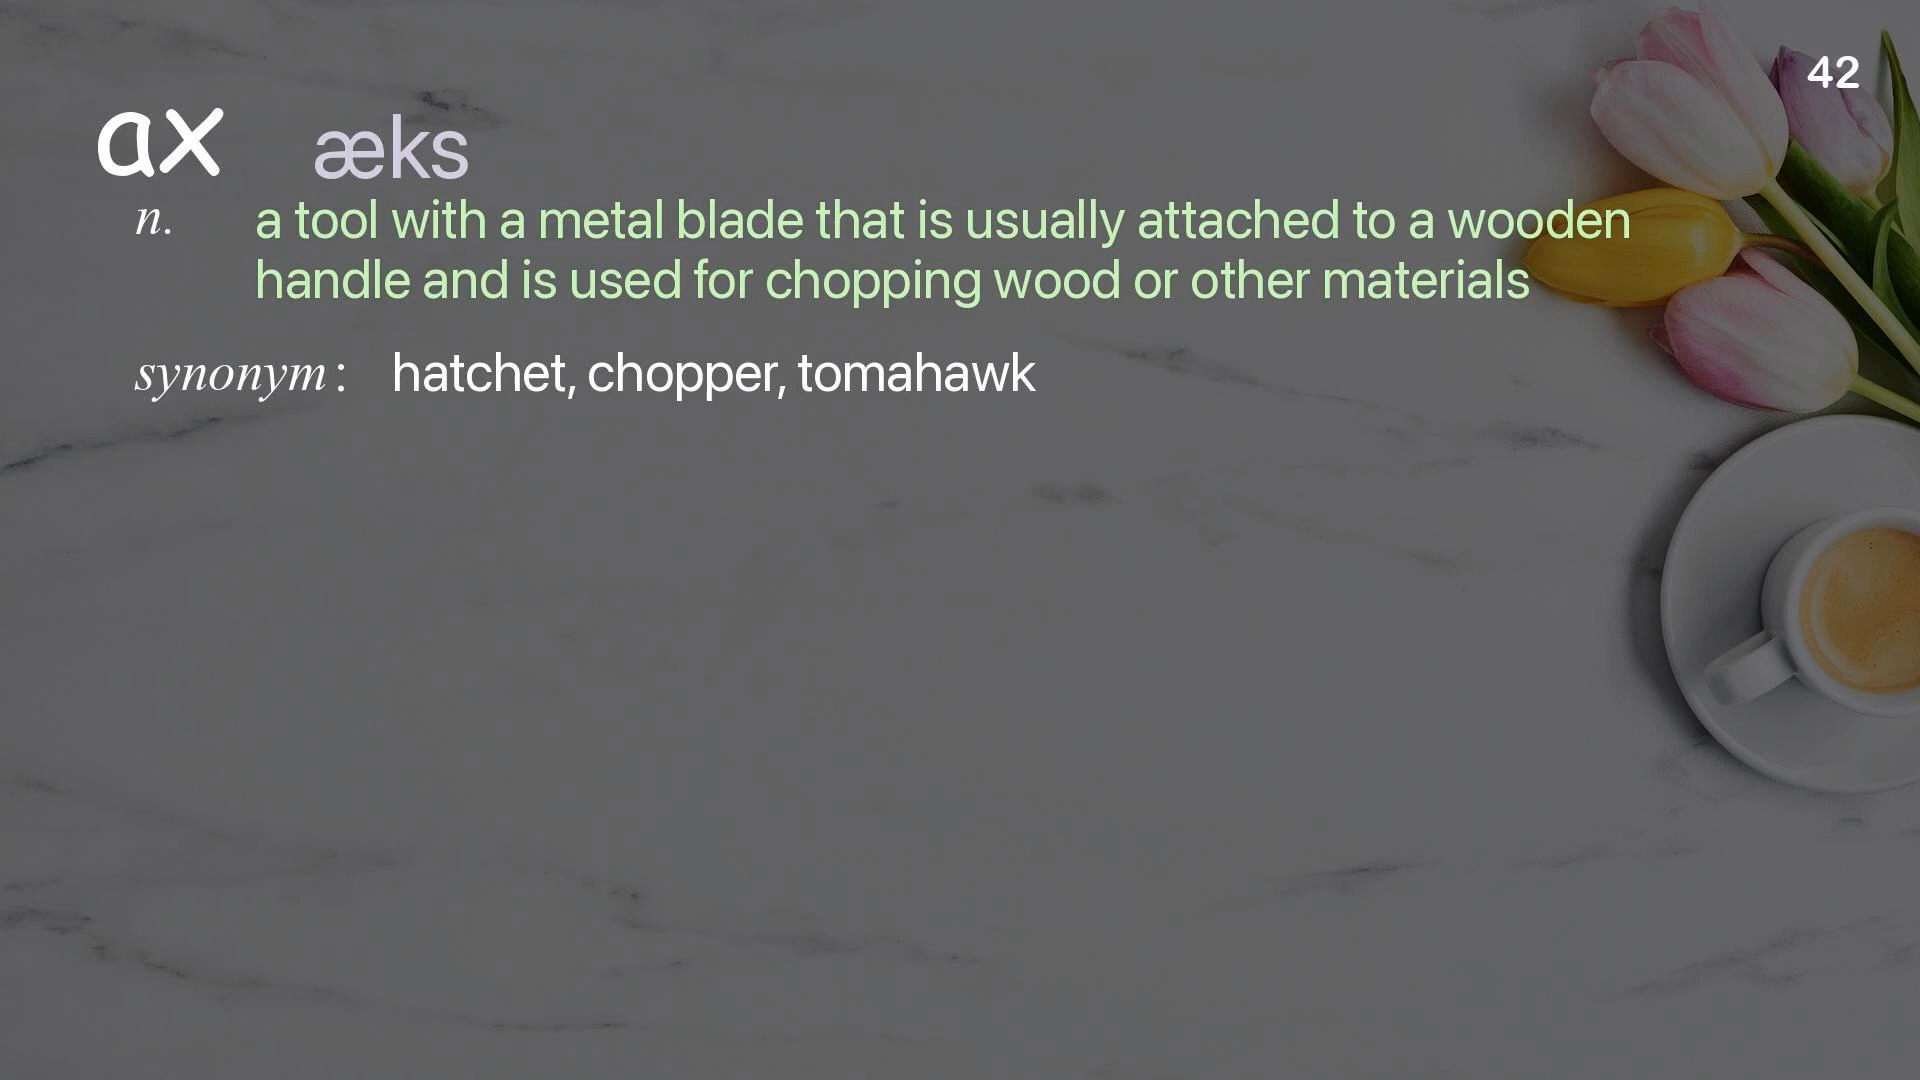 42
ax æks
n. a tool with a metal blade that is usually attached to a wooden
handle and is used for chopping wood or other materials
synonym: hatchet, chopper, tomahawk